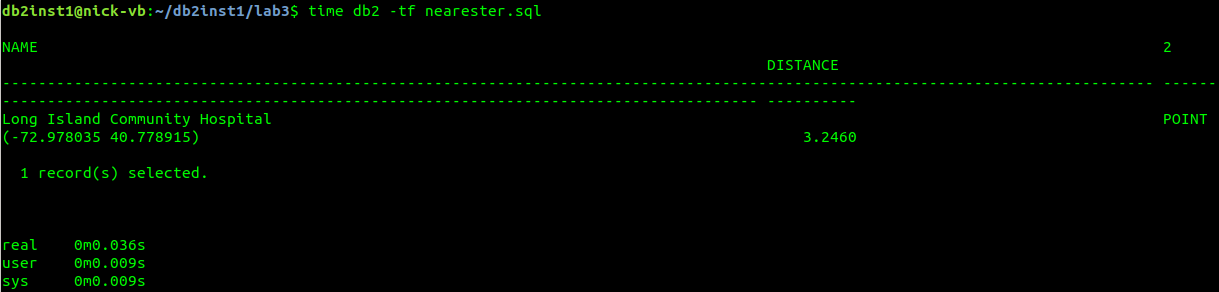 db2inst1@nick-vb:~/db2inst1/lab3$ time db2 -tf nearester.sql
NAME 2
DISTANCE
-------------------------------------------------------------------------------------------------------------------------------- ------
------------------------------------------------------------------------------------ ----------
Long Island Community Hospital POINT
(-72.978035 40.778915) 3.2460
1 record(s) selected.
real 0m0.036s
user 0m0.009s
sys 0m0.009s